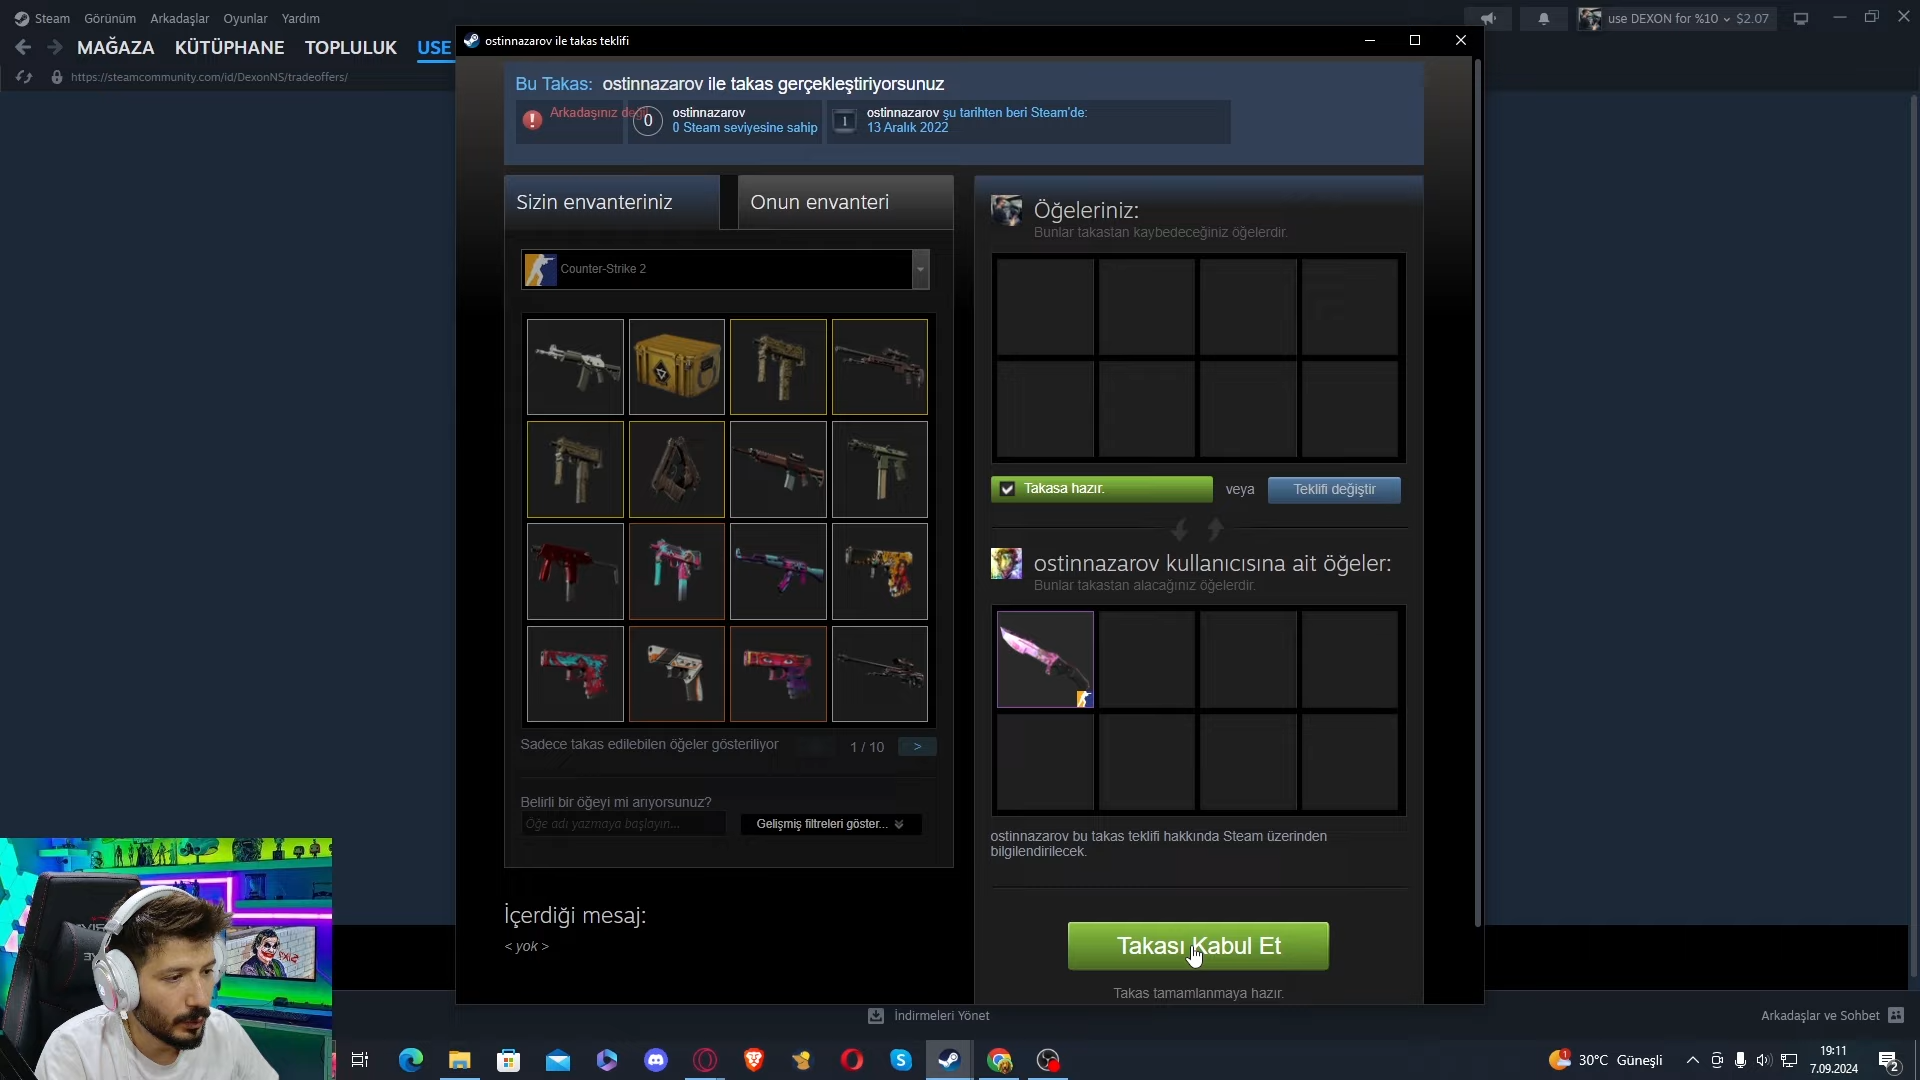 Steam Görünüm Arkadaşlar Oyunlar Yardım
use DEXON for %10 $2.07
MAĞAZA KÜTÜPHANE TOPLULUK USE
https://steamcommunity.com/id/DexonNS/tradeoffers/
ostinnazarov ile takas teklifi
Bu Takas: ostinnazarov ile takas gerçekleştiriyorsunuz
Arkadaşınız değil
0
ostinnazarov
0 Steam seviyesine sahip
1
ostinnazarov şu tarihten beri Steam'de:
13 Aralık 2022
Sizin envanteriniz
Onun envanteri
Counter-Strike 2
Sadece takas edilebilen öğeler gösteriliyor
1 / 10
>
Belirli bir öğeyi mi arıyorsunuz?
Öğe adı yazmaya başlayın...
Gelişmiş filtreleri göster...
İçerdiği mesaj:
< yok >
Öğeleriniz:
Bunlar takastan kaybedeceğiniz öğelerdir.
Takasa hazır.
veya
Teklifi değiştir
ostinnazarov kullanıcısına ait öğeler:
Bunlar takastan alacağınız öğelerdir.
ostinnazarov bu takas teklifi hakkında Steam üzerinden
bilgilendirilecek.
Takası Kabul Et
Takas tamamlanmaya hazır.
İndirmeleri Yönet
Arkadaşlar ve Sohbet
1
30°C Güneşli
19:11
7.09.2024
2